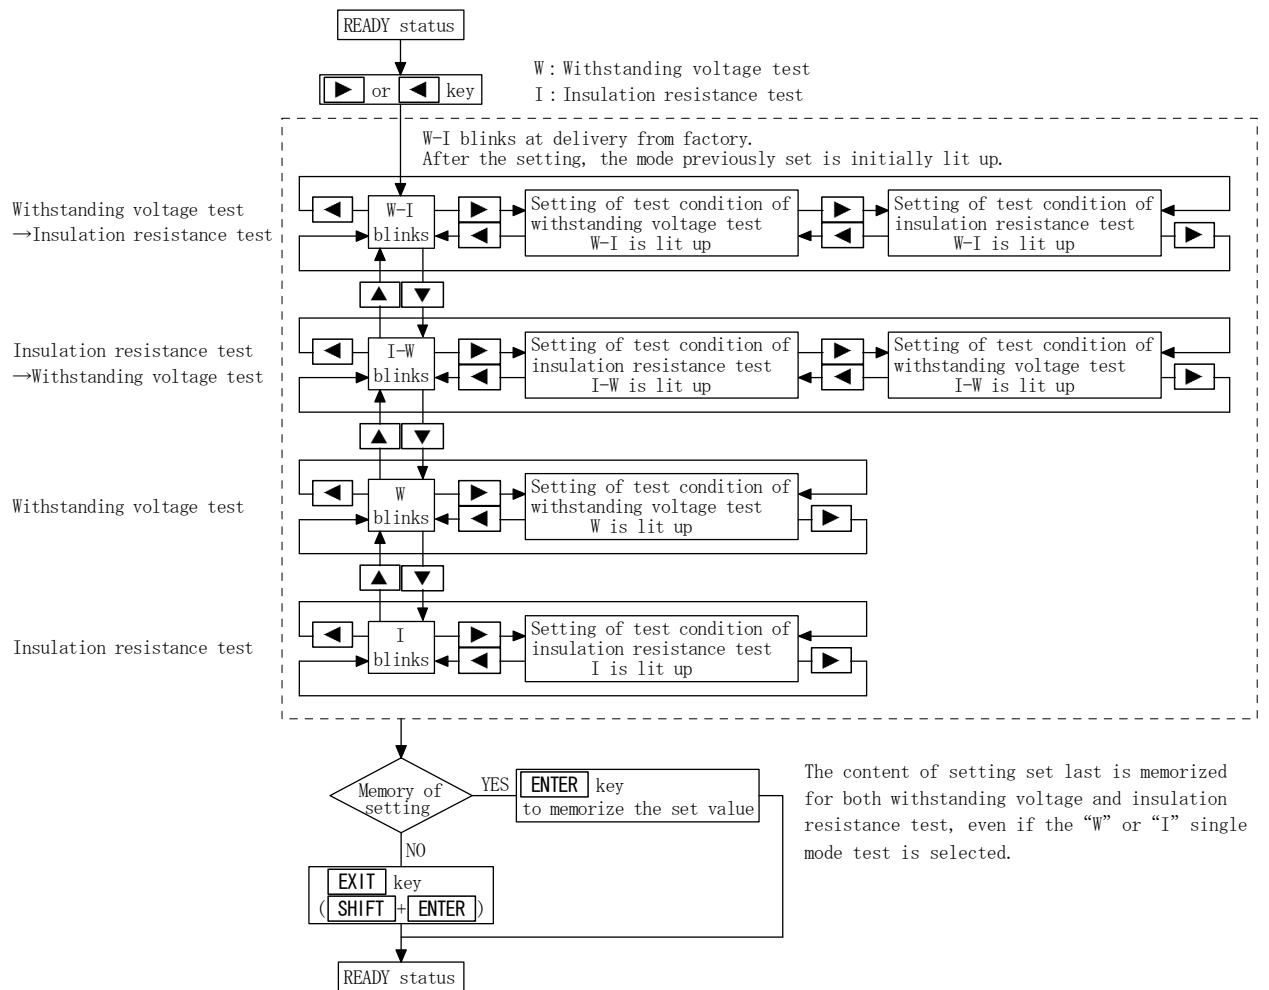 READY status
▶ or ◀ key
W：Withstanding voltage test
I：Insulation resistance test
W-I blinks at delivery from factory.
After the setting, the mode previously set is initially lit up.
Withstanding voltage test
→Insulation resistance test
◀
W-I
blinks
▶
◀
Setting of test condition of
withstanding voltage test
W-I is lit up
▶
◀
Setting of test condition of
insulation resistance test
W-I is lit up
▶
▲ ▼
Insulation resistance test
→Withstanding voltage test
◀
I-W
blinks
▶
◀
Setting of test condition of
insulation resistance test
I-W is lit up
▶
◀
Setting of test condition of
withstanding voltage test
I-W is lit up
▶
▲ ▼
Withstanding voltage test
◀
W
blinks
▶
◀
Setting of test condition of
withstanding voltage test
W is lit up
▶
▲ ▼
Insulation resistance test
◀
I
blinks
▶
◀
Setting of test condition of
insulation resistance test
I is lit up
▶
Memory of
setting
YES
ENTER key
to memorize the set value
NO
EXIT key
(SHIFT+ENTER)
READY status
The content of setting set last is memorized
for both withstanding voltage and insulation
resistance test, even if the “W” or “I” single
mode test is selected.